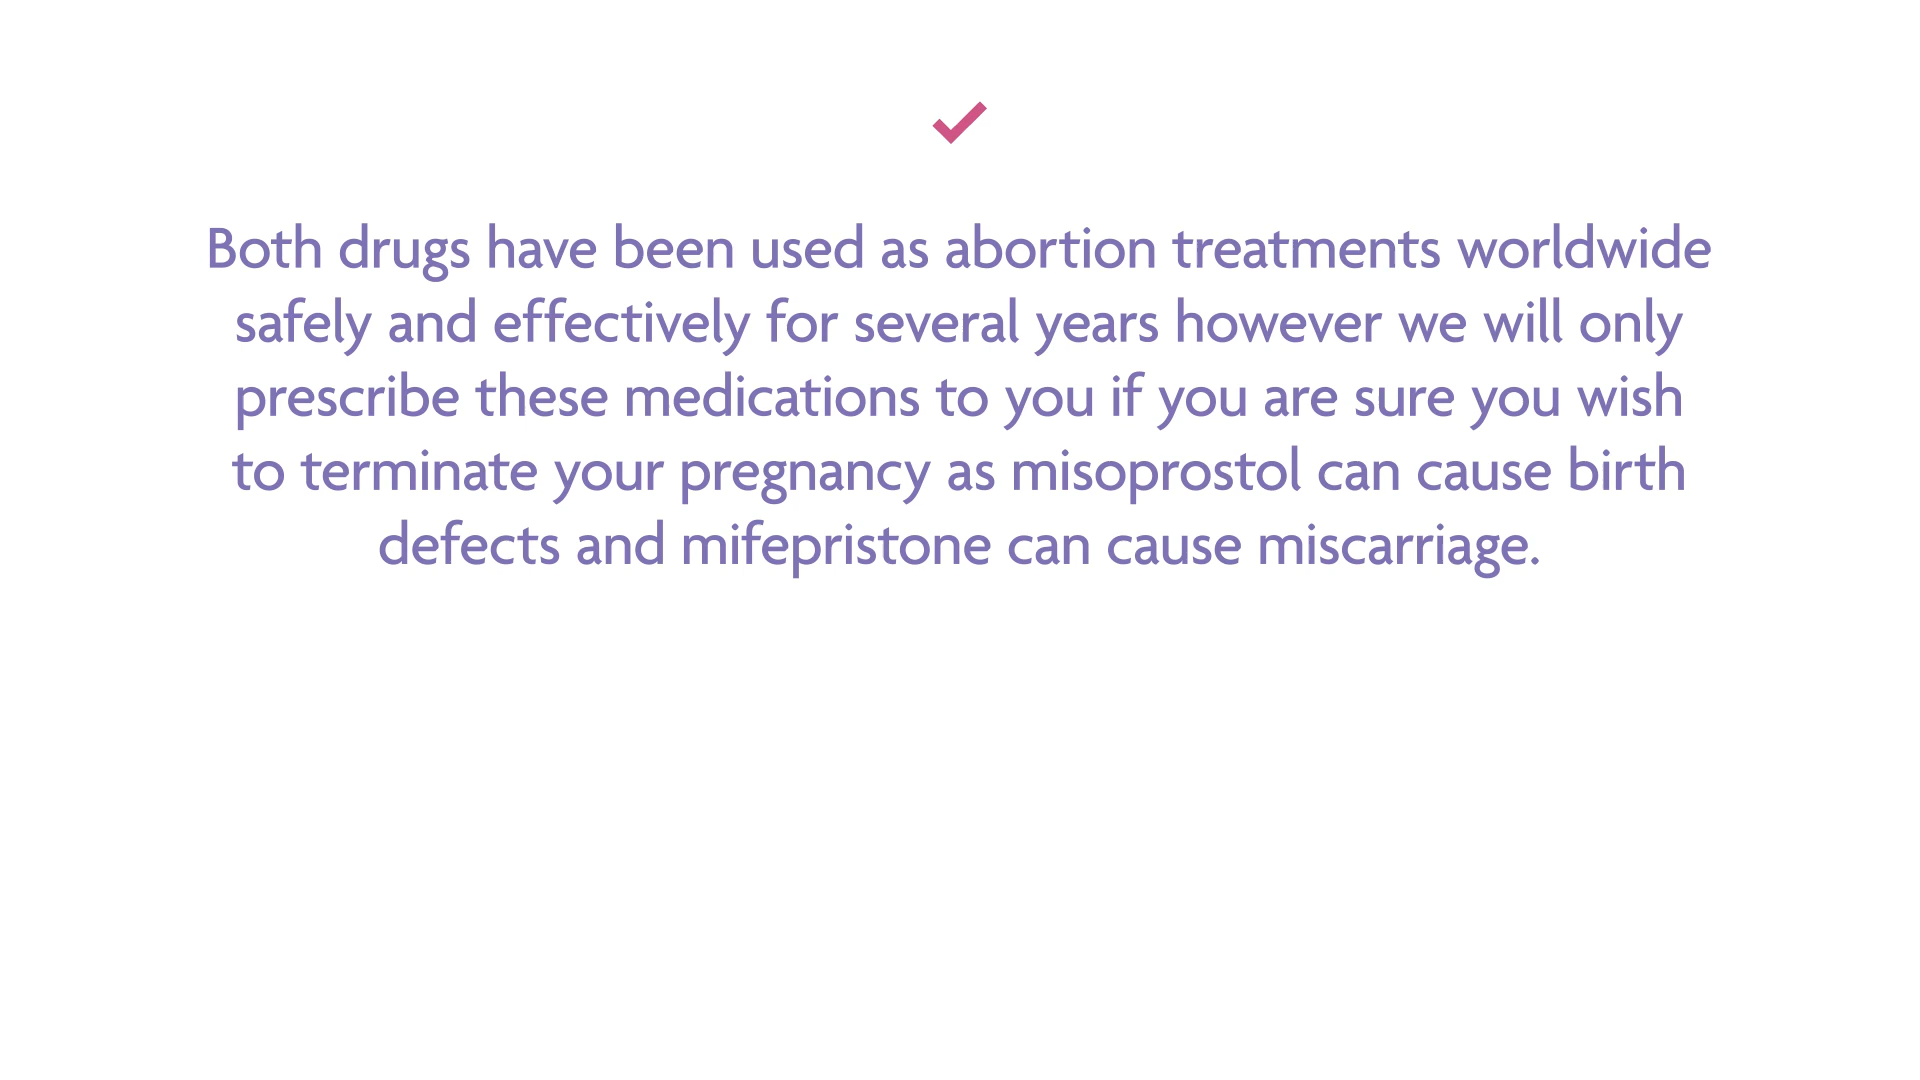 Both drugs have been used as abortion treatments worldwide
safely and effectively for several years however we will only
prescribe these medications to you if you are sure you wish
to terminate your pregnancy as misoprostol can cause birth
defects and mifepristone can cause miscarriage.